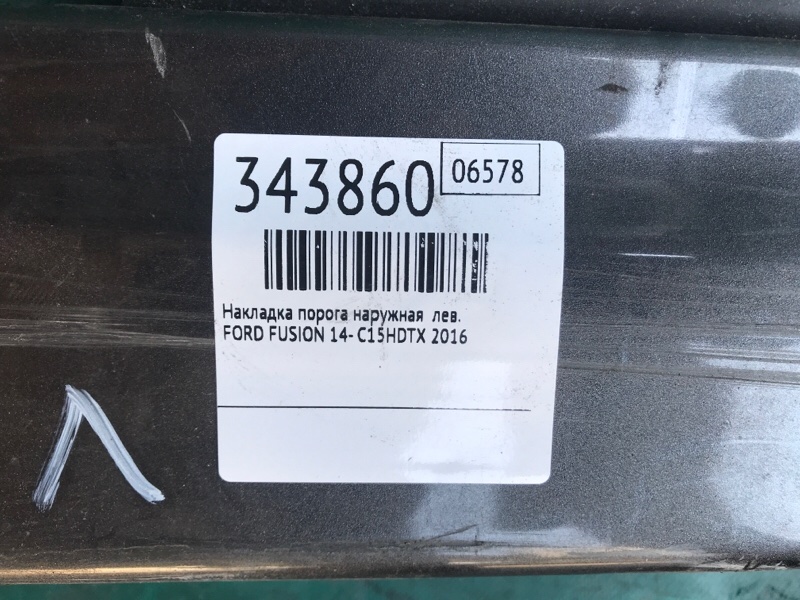 343860
06578
Накладка порога наружная лев.
FORD FUSION 14- C15HDTX 2016
Л